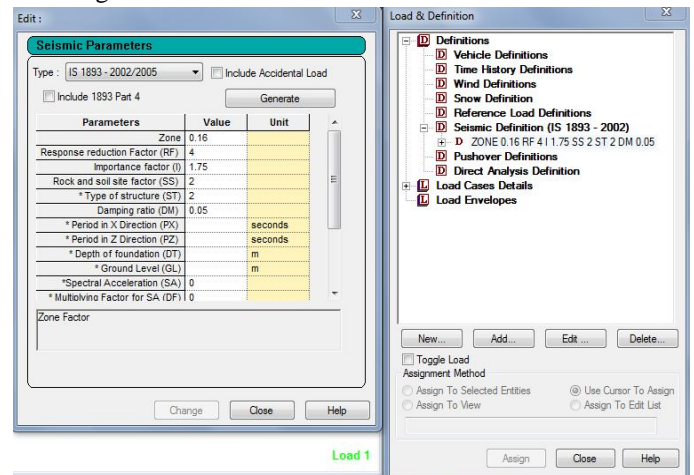 Edit :
Seismic Parameters
Type : IS 1893 - 2002/2005 Include Accidental Load
Include 1893 Part 4 Generate
Parameters Value Unit
Zone 0.16
Response reduction Factor (RF) 4
Importance factor (I) 1.75
Rock and soil site factor (SS) 2
* Type of structure (ST) 2
Damping ratio (DM) 0.05
* Period in X Direction (PX) seconds
* Period in Z Direction (PZ) seconds
* Depth of foundation (DT) m
* Ground Level (GL) m
*Spectral Acceleration (SA) 0
* Multiplying Factor for SA (DF) 0
Zone Factor
Change Close Help
Load 1
Load & Definition
D Definitions
D Vehicle Definitions
D Time History Definitions
D Wind Definitions
D Snow Definition
D Reference Load Definitions
D Seismic Definition (IS 1893 - 2002)
D ZONE 0.16 RF 4 I 1.75 SS 2 ST 2 DM 0.05
D Pushover Definitions
D Direct Analysis Definition
L Load Cases Details
L Load Envelopes
New... Add... Edit ... Delete...
Toggle Load
Assignment Method
Assign To Selected Entities Use Cursor To Assign
Assign To View Assign To Edit List
Assign Close Help